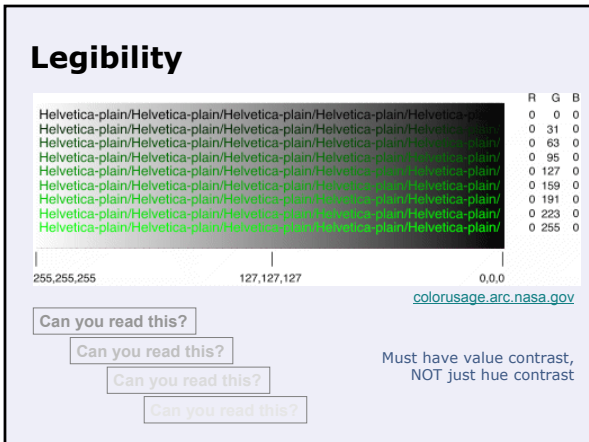 Legibility
R G B
Helvetica-plain/Helvetica-plain/Helvetica-plain/Helvetica-plain/Helvetica-pla 0 0 0
Helvetica-plain/Helvetica-plain/Helvetica-plain/Helvetica-plain/Helvetica-plain/ 0 31 0
Helvetica-plain/Helvetica-plain/Helvetica-plain/Helvetica-plain/Helvetica-plain/ 0 63 0
Helvetica-plain/Helvetica-plain/Helvetica-plain/Helvetica-plain/Helvetica-plain/ 0 95 0
Helvetica-plain/Helvetica-plain/Helvetica-plain/Helvetica-plain/Helvetica-plain/ 0 127 0
Helvetica-plain/Helvetica-plain/Helvetica-plain/Helvetica-plain/Helvetica-plain/ 0 159 0
Helvetica-plain/Helvetica-plain/Helvetica-plain/Helvetica-plain/Helvetica-plain/ 0 191 0
Helvetica-plain/Helvetica-plain/Helvetica-plain/Helvetica-plain/Helvetica-plain/ 0 223 0
Helvetica-plain/Helvetica-plain/Helvetica-plain/Helvetica-plain/Helvetica-plain/ 0 255 0
255,255,255 127,127,127 0,0,0
colorusage.arc.nasa.gov
Can you read this?
Can you read this?
Can you read this?
Can you read this?
Must have value contrast,
NOT just hue contrast